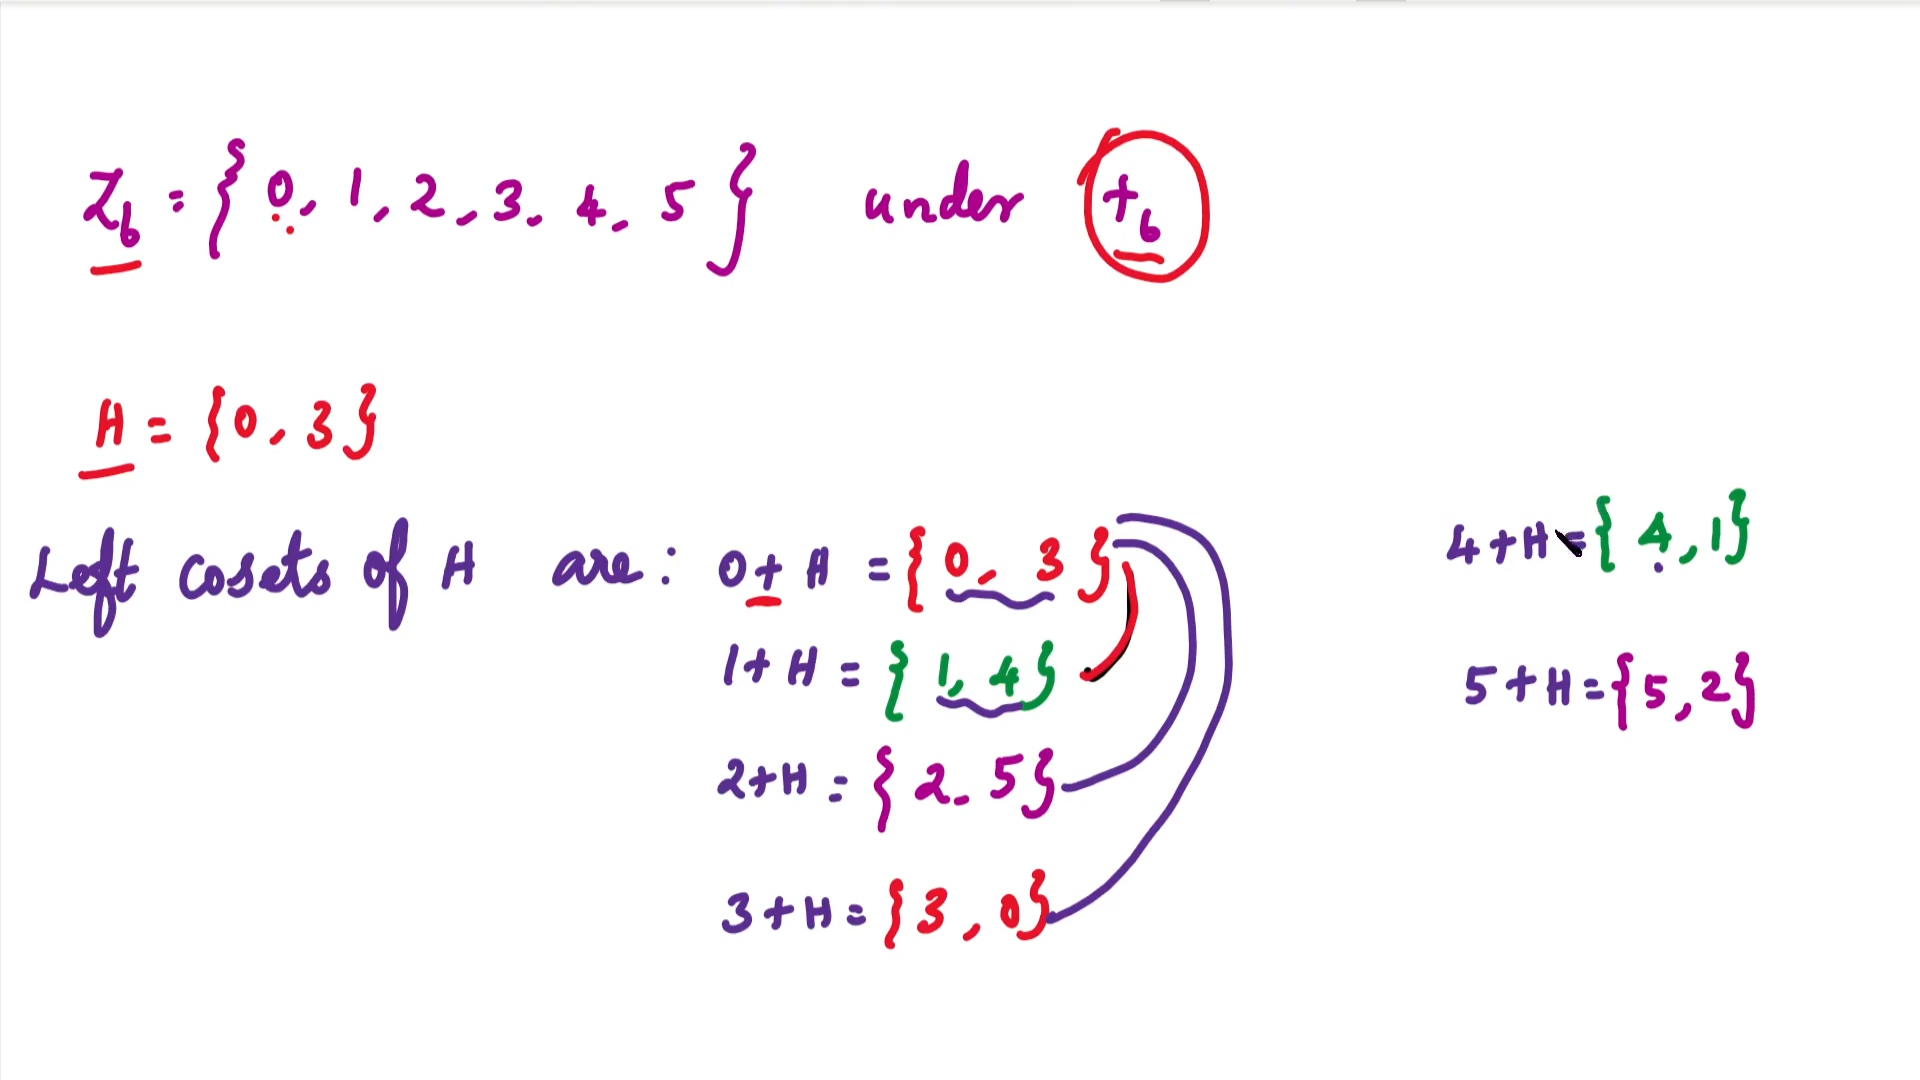 Z₆ = {0, 1, 2, 3, 4, 5} under +₆
H = {0, 3}
Left cosets of H are: 0 + H = {0, 3}
1 + H = {1, 4}
2 + H = {2, 5}
3 + H = {3, 0}
4 + H = {4, 1}
5 + H = {5, 2}